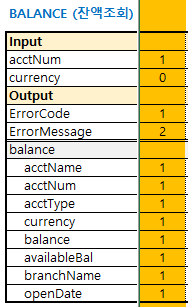 BALANCE (잔액조회)
Input
acctNum 1
currency 0
Output
ErrorCode 1
ErrorMessage 2
balance
acctName 1
acctNum 1
acctType 1
currency 1
balance 1
availableBal 1
branchName 1
openDate 1